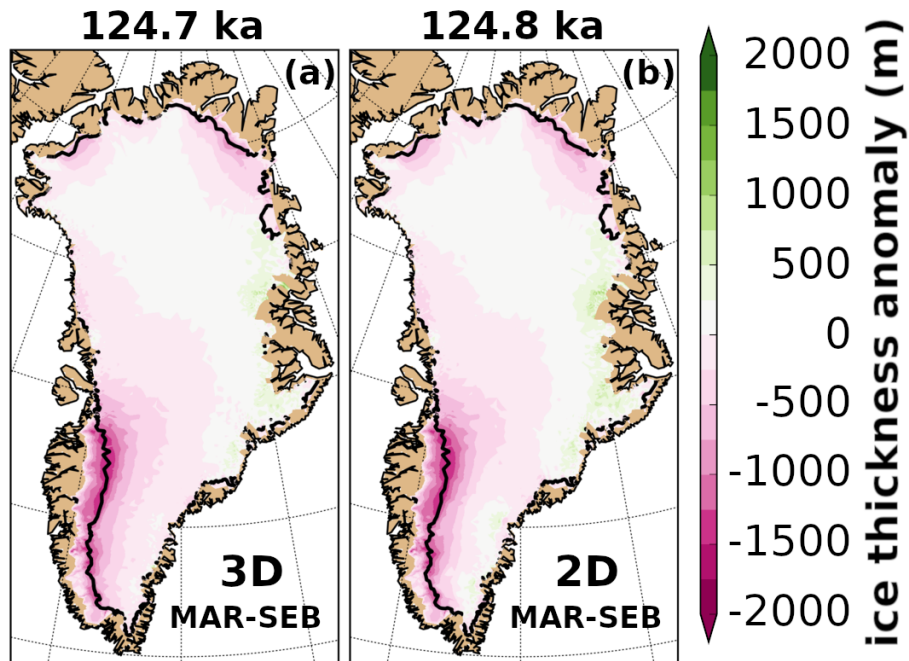 124.7 ka
124.8 ka
(a)
(b)
3D
MAR-SEB
2D
MAR-SEB
2000
1500
1000
500
0
-500
-1000
-1500
-2000
ice thickness anomaly (m)